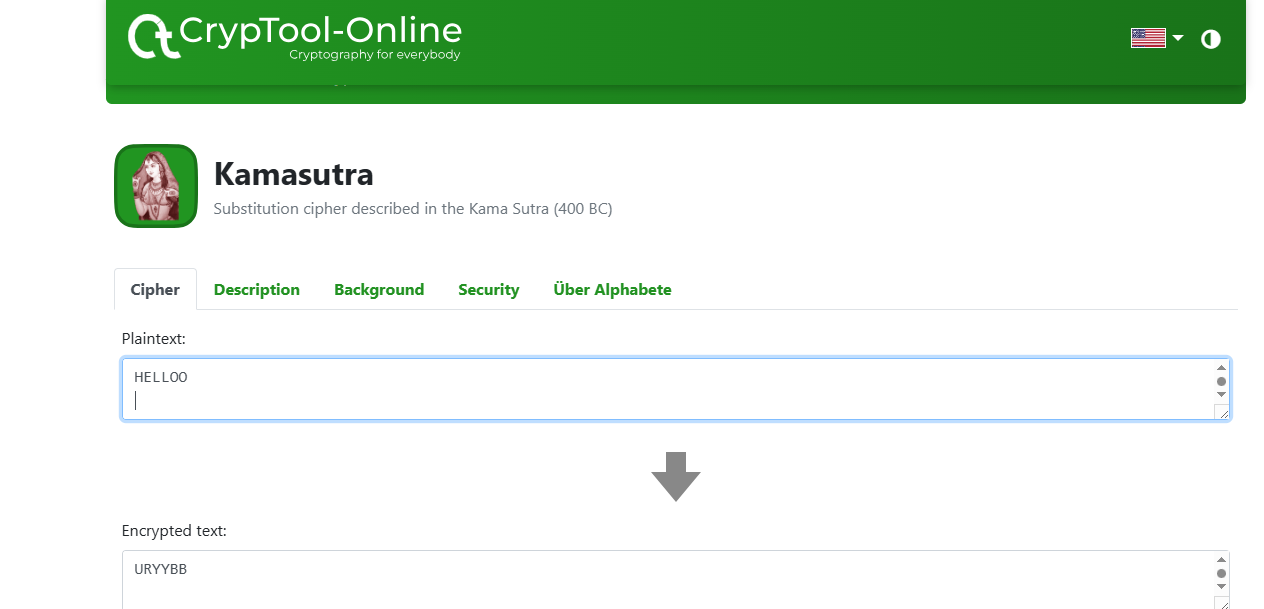 CrypTool-Online
Cryptography for everybody
Kamasutra
Substitution cipher described in the Kama Sutra (400 BC)
Cipher Description Background Security Über Alphabete
Plaintext:
HELLOO
Encrypted text:
URYYBB